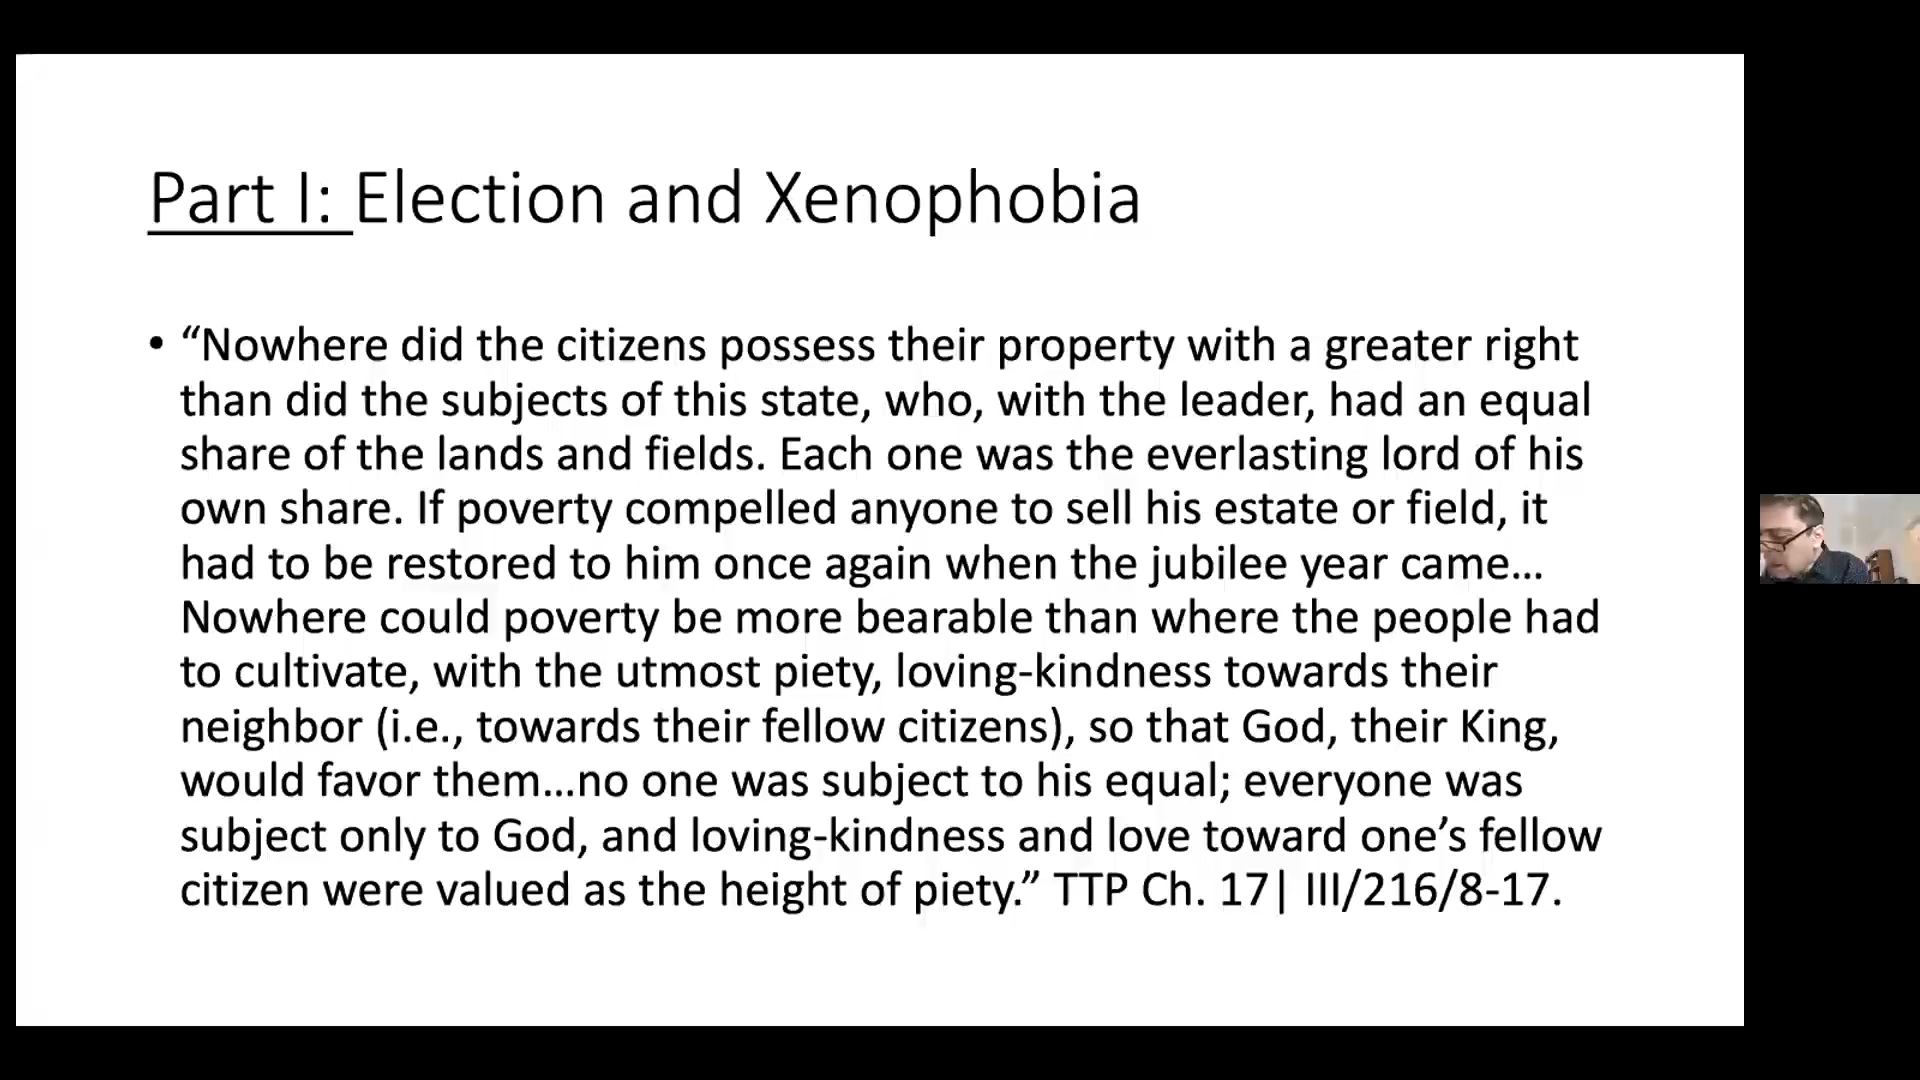 Part I: Election and Xenophobia
• “Nowhere did the citizens possess their property with a greater right
than did the subjects of this state, who, with the leader, had an equal
share of the lands and fields. Each one was the everlasting lord of his
own share. If poverty compelled anyone to sell his estate or field, it
had to be restored to him once again when the jubilee year came…
Nowhere could poverty be more bearable than where the people had
to cultivate, with the utmost piety, loving-kindness towards their
neighbor (i.e., towards their fellow citizens), so that God, their King,
would favor them…no one was subject to his equal; everyone was
subject only to God, and loving-kindness and love toward one’s fellow
citizen were valued as the height of piety.” TTP Ch. 17| III/216/8-17.